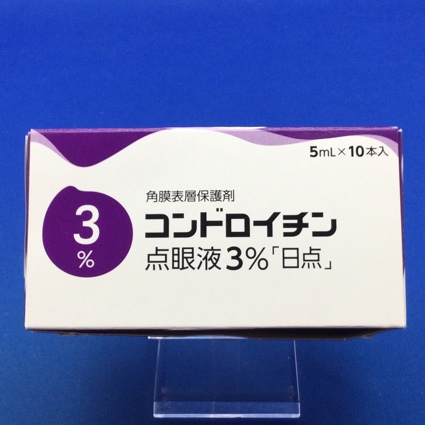 5mL×10本入
角膜表層保護剤
3
%
コンドロイチン
点眼液3%「日点」